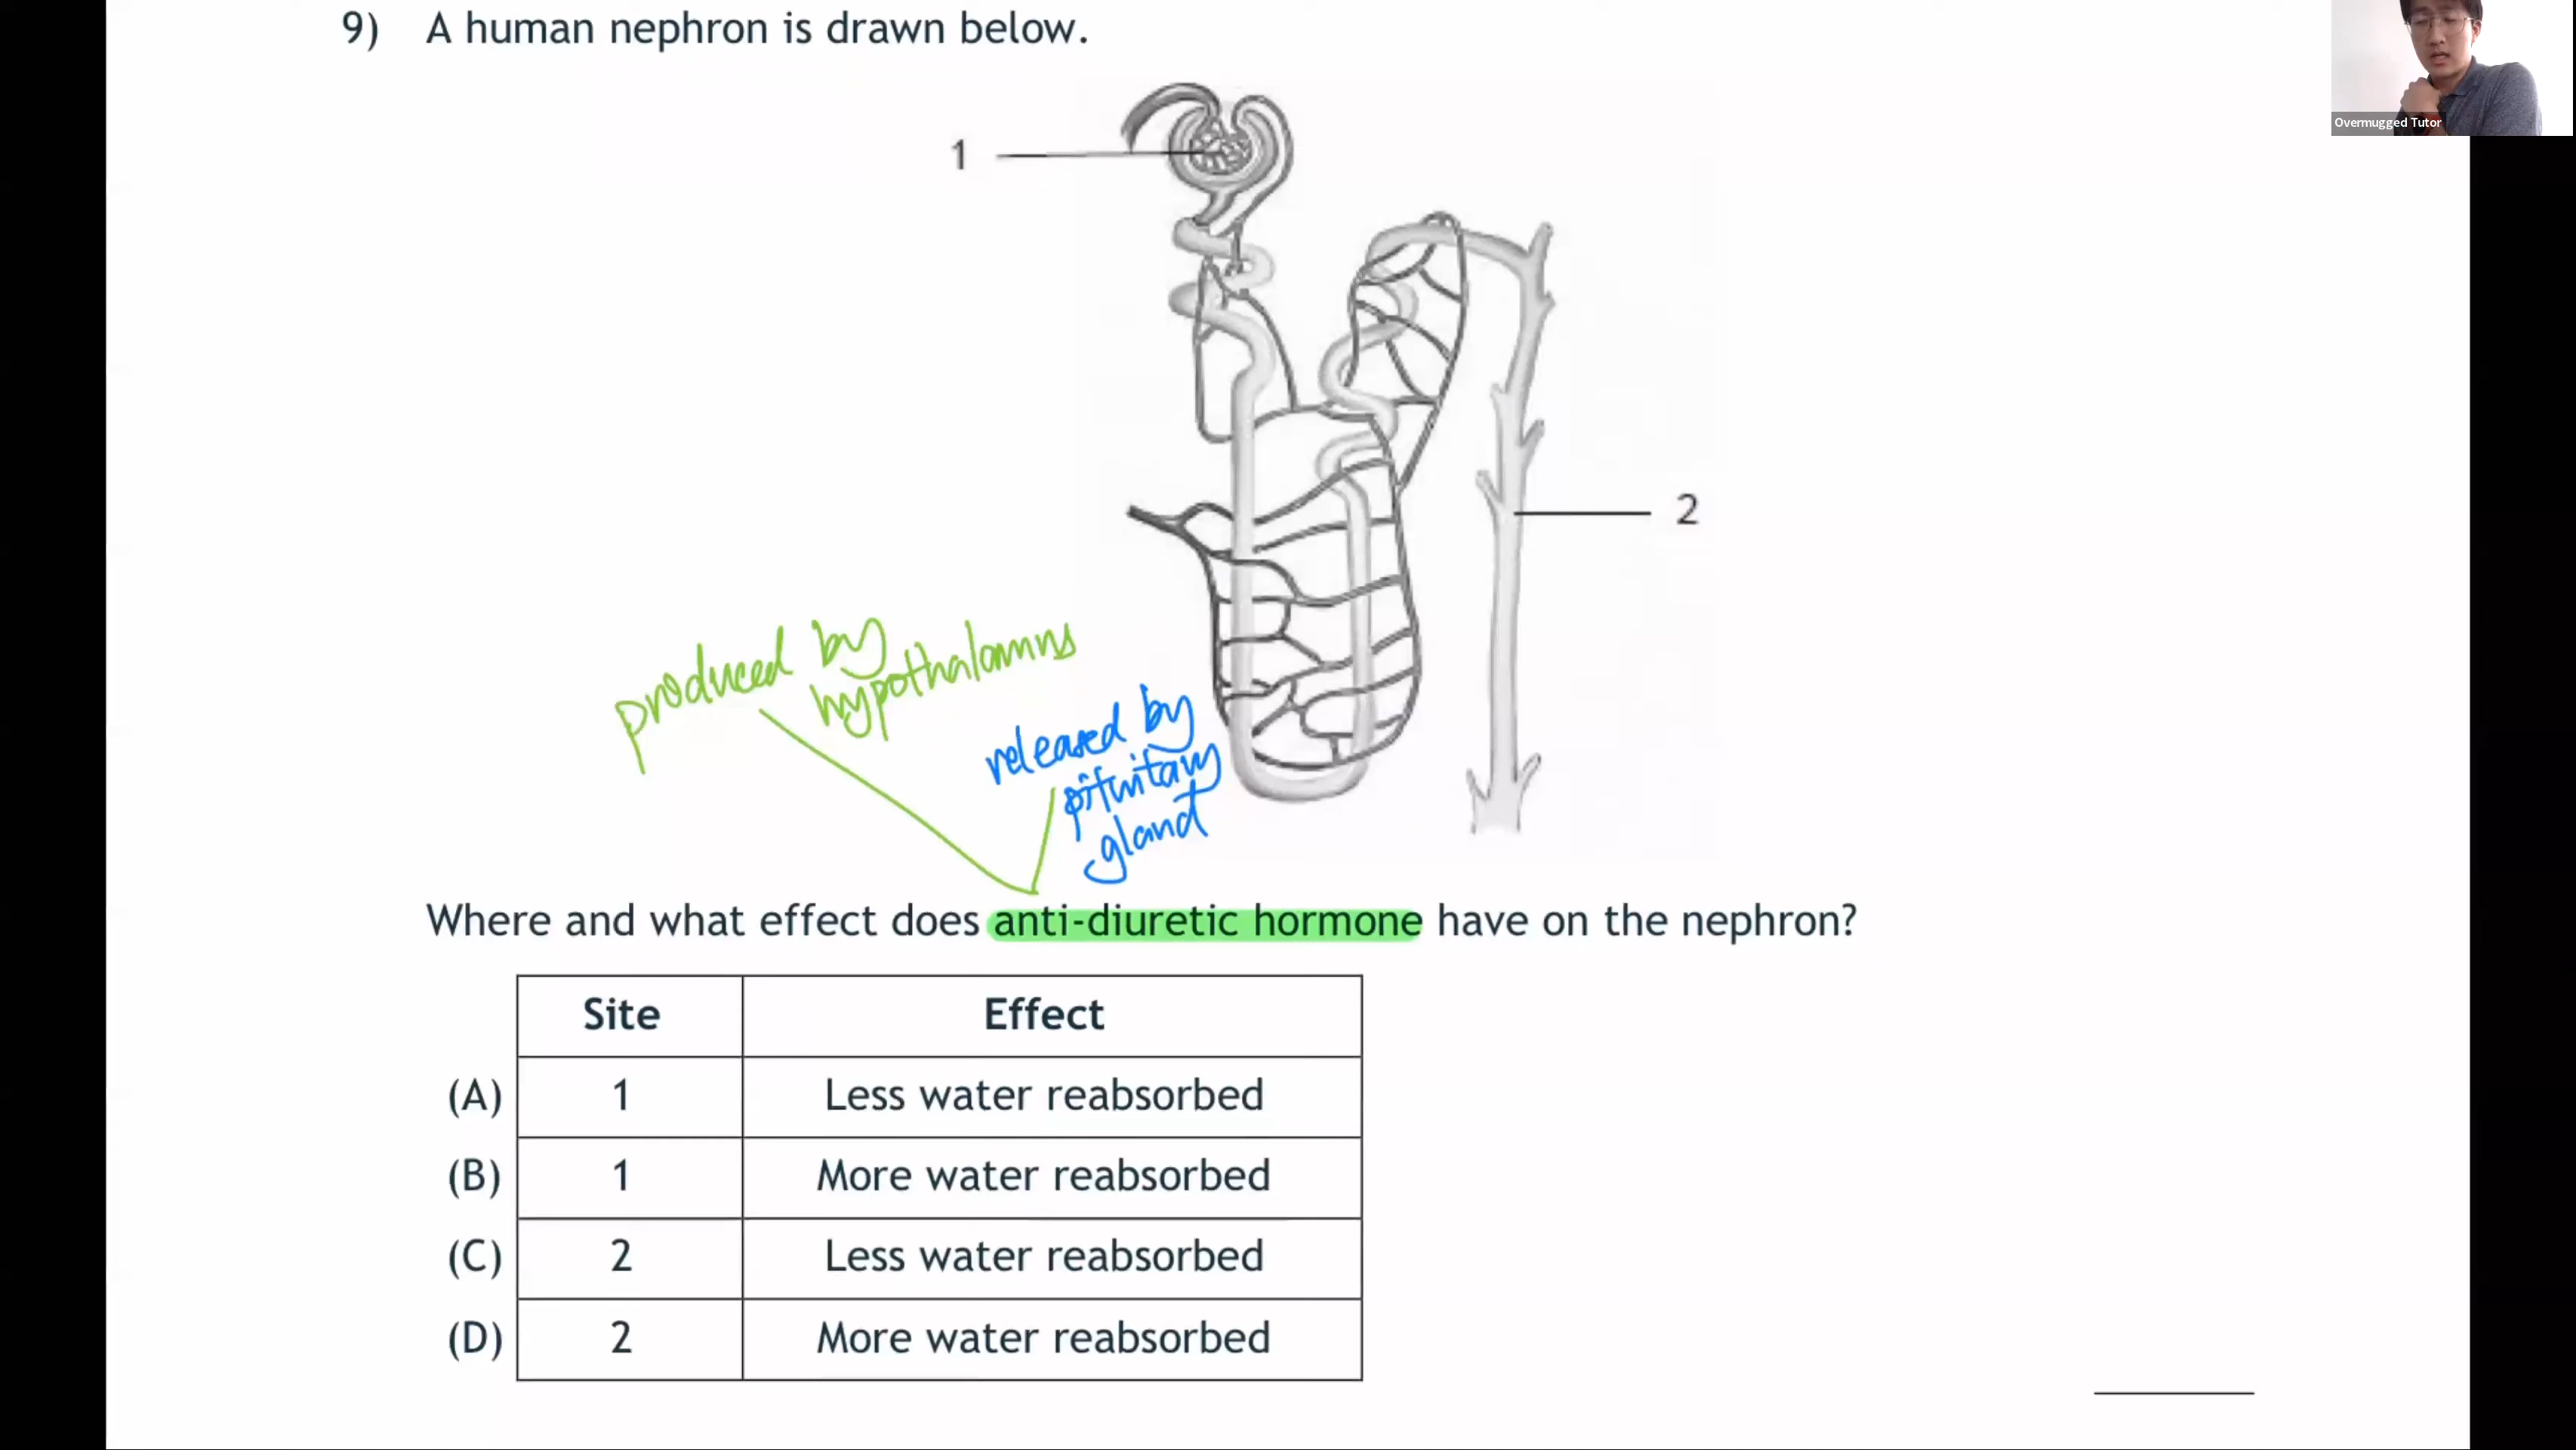 9) A human nephron is drawn below.
Overmugged Tutor
1
2
produced by
hypothalamus
released by
pituitary
gland
Where and what effect does anti-diuretic hormone have on the nephron?
Site Effect
(A) 1 Less water reabsorbed
(B) 1 More water reabsorbed
(C) 2 Less water reabsorbed
(D) 2 More water reabsorbed